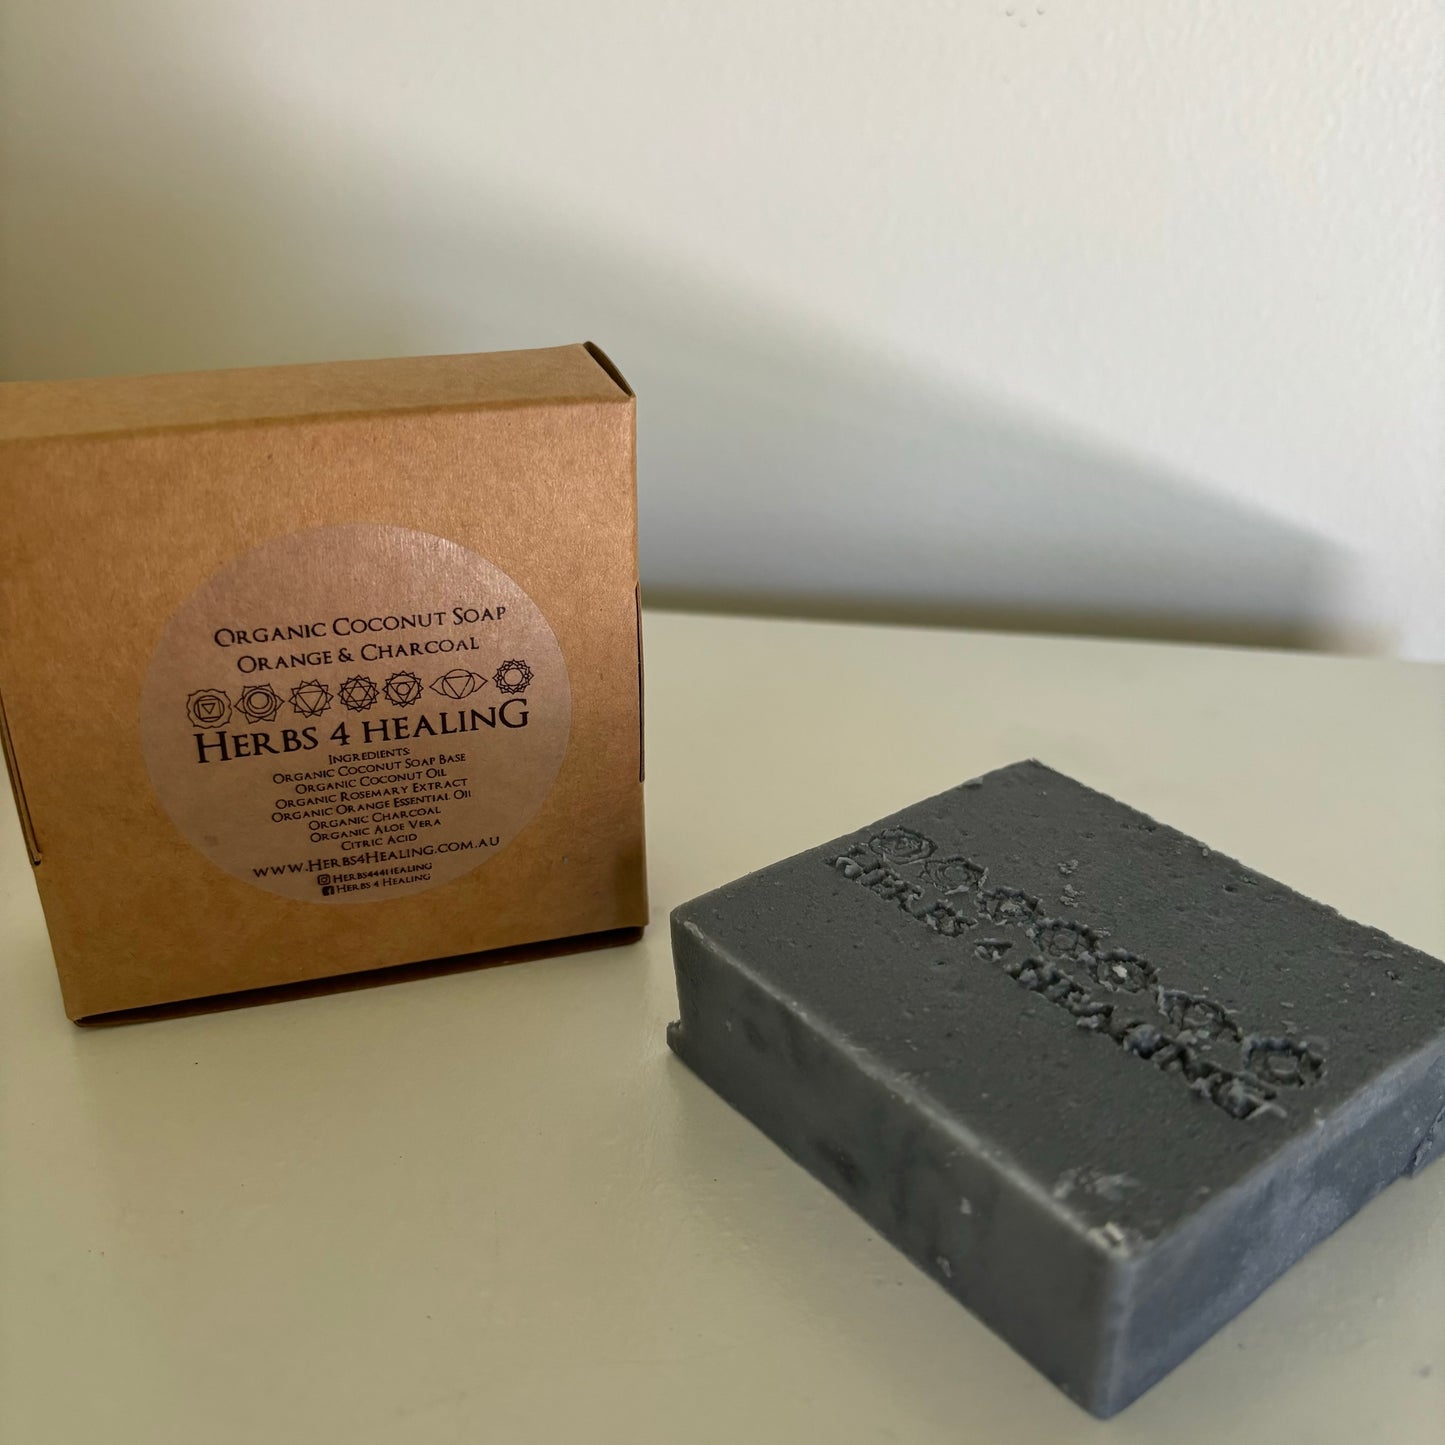 Organic Coconut Soap
Orange & Charcoal
Herbs 4 Healing
Ingredients:
Organic Coconut Soap Base
Organic Coconut Oil
Organic Rosemary Extract
Organic Orange Essential Oil
Organic Charcoal
Organic Aloe Vera
Citric Acid
www.Herbs4Healing.com.au
Herbs444Healing
Herbs 4 Healing
Herbs 4 Healing